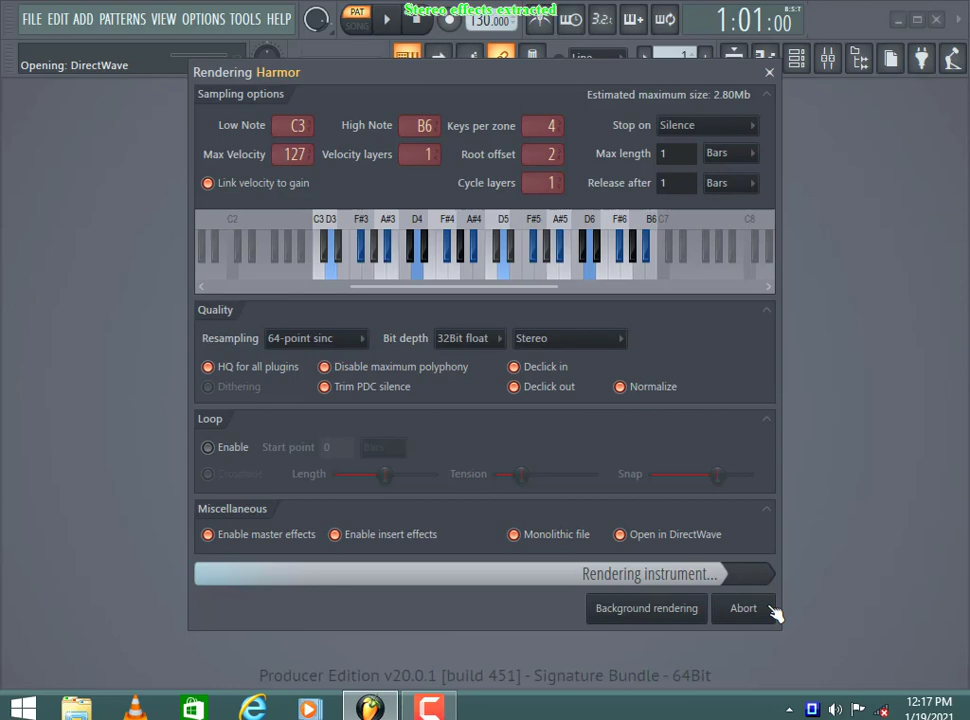 Stereo effects extracted
FILE EDIT ADD PATTERNS VIEW OPTIONS TOOLS HELP
PAT
SONG
130.000
3.2.
1:01:00
B:S:T
Opening: DirectWave
Line
1
Rendering Harmor
Sampling options
Estimated maximum size: 2.80Mb
Low Note C3 High Note B6 Keys per zone 4 Stop on Silence
Max Velocity 127 Velocity layers 1 Root offset 2 Max length 1 Bars
Link velocity to gain Cycle layers 1 Release after 1 Bars
C2 C3 D3 F#3 A#3 D4 F#4 A#4 D5 F#5 A#5 D6 F#6 B6 C7 C8
Quality
Resampling 64-point sinc Bit depth 32Bit float Stereo
HQ for all plugins Disable maximum polyphony Declick in
Dithering Trim PDC silence Declick out Normalize
Loop
Enable Start point 0 Bars
Length Tension Snap
Miscellaneous
Enable master effects Enable insert effects Monolithic file Open in DirectWave
Rendering instrument...
Background rendering Abort
Producer Edition v20.0.1 [build 451] - Signature Bundle - 64Bit
12:17 PM
1/19/2021